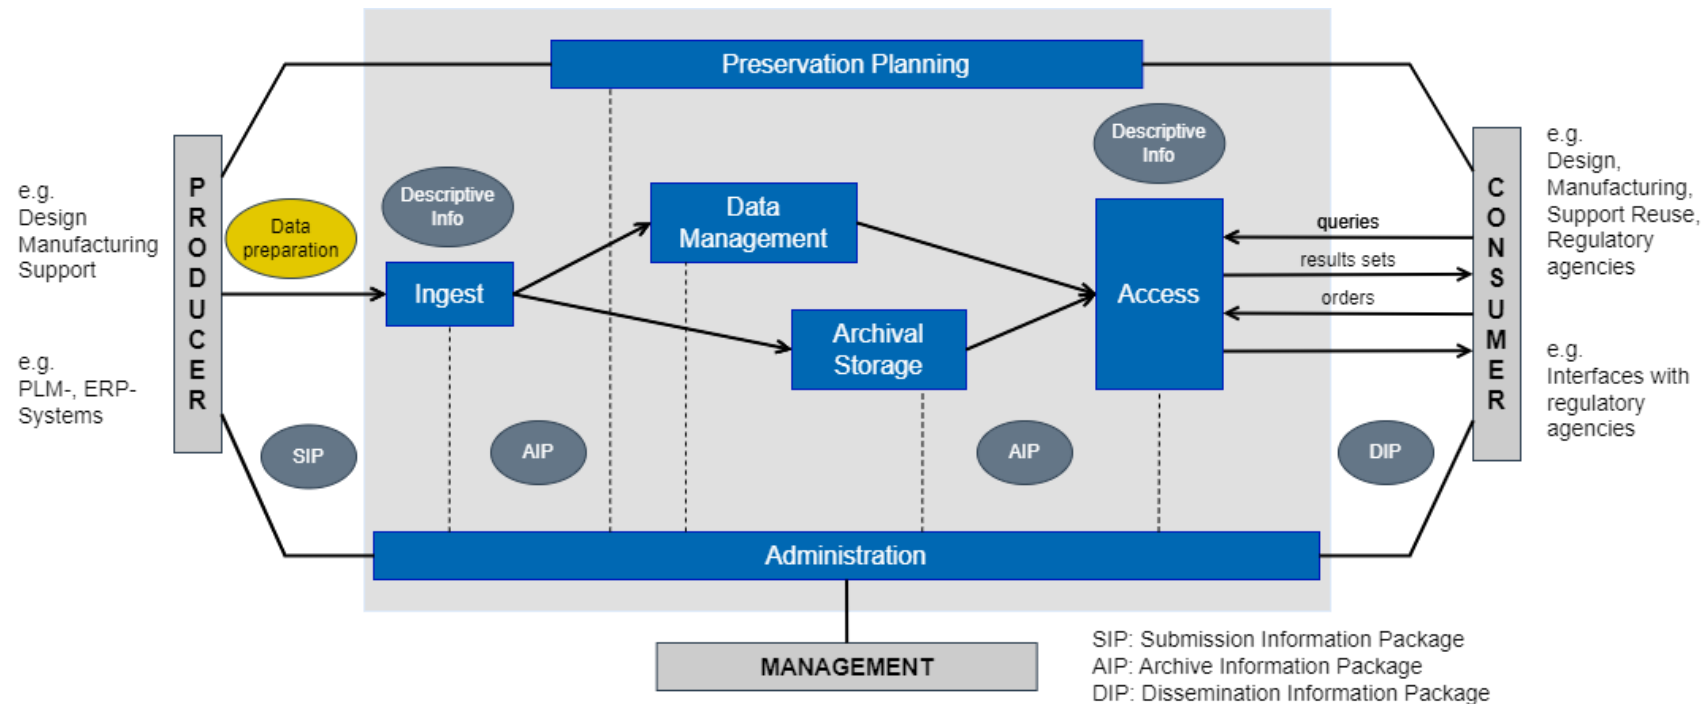 Preservation Planning
Descriptive
Info
e.g.
Design,
Manufacturing,
Support Reuse,
Regulatory
agencies
PRODUCER
e.g.
Design
Manufacturing
Support
Data
preparation
Descriptive
Info
Data
Management
CONSUMER
queries
results sets
orders
Ingest
Access
Archival
Storage
e.g.
PLM-, ERP-
Systems
e.g.
Interfaces with
regulatory
agencies
SIP
AIP
AIP
DIP
Administration
MANAGEMENT
SIP: Submission Information Package
AIP: Archive Information Package
DIP: Dissemination Information Package